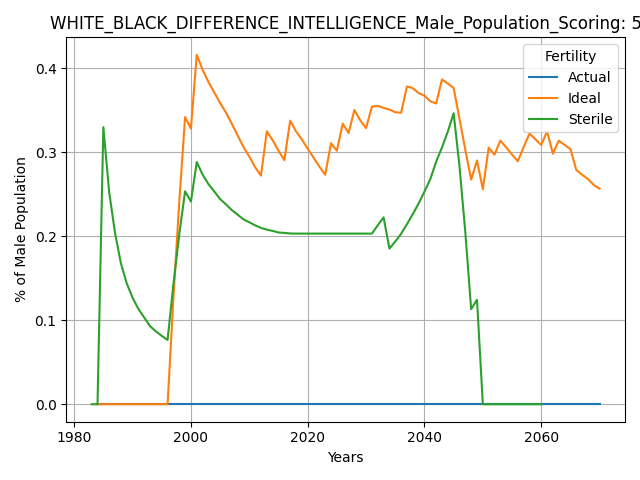 WHITE_BLACK_DIFFERENCE_INTELLIGENCE_Male_Population_Scoring: 5
Fertility
Actual
Ideal
Sterile
% of Male Population
0.4
0.3
0.2
0.1
0.0
1980 2000 2020 2040 2060
Years